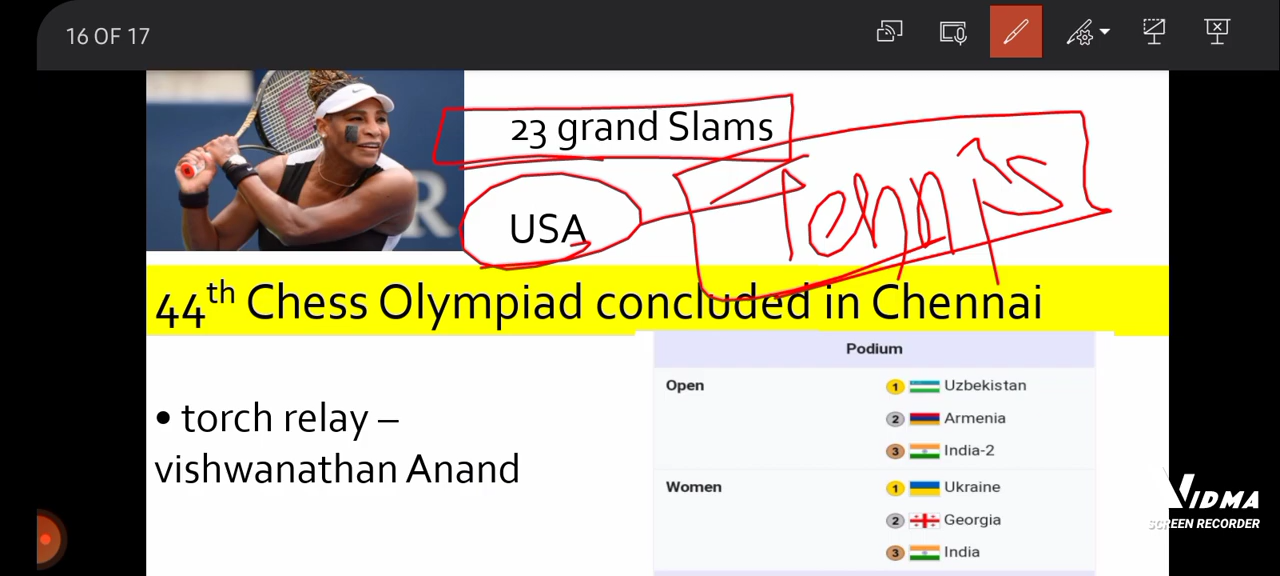 16 OF 17
23 grand Slams
USA
Tennis
R
44th Chess Olympiad concluded in Chennai
• torch relay –
vishwanathan Anand
Podium
Open
1 Uzbekistan
2 Armenia
3 India-2
Women
1 Ukraine
2 Georgia
3 India
VIDMA
SCREEN RECORDER